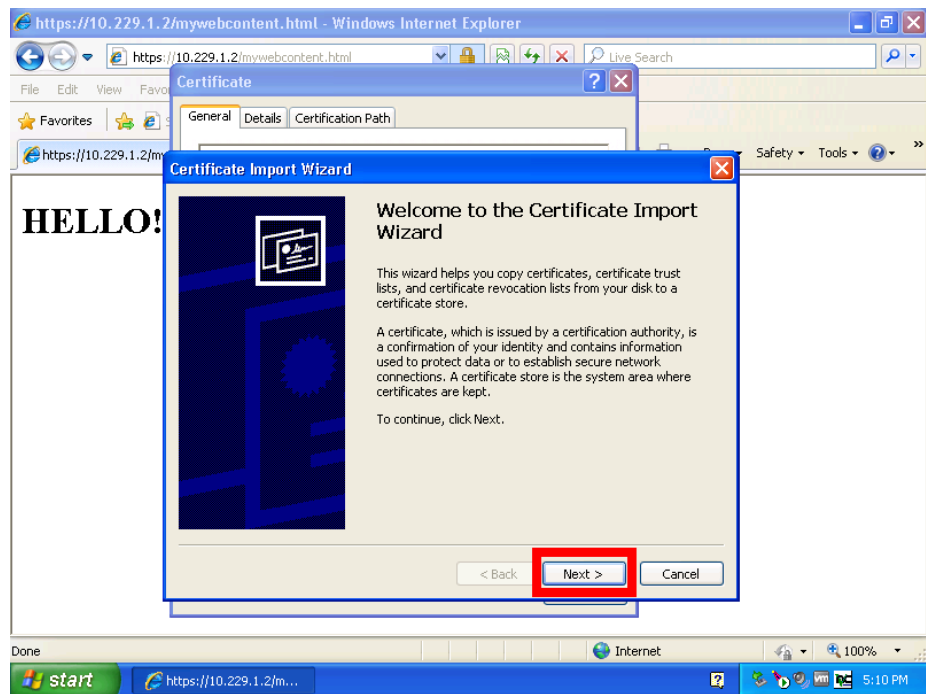 https://10.229.1.2/mywebcontent.html - Windows Internet Explorer
https://10.229.1.2/mywebcontent.html
Live Search
File Edit View
Certificate
Favorites
General Details Certification Path
https://10.229.1.2/m
Safety Tools
Certificate Import Wizard
HELLO!
Welcome to the Certificate Import
Wizard
This wizard helps you copy certificates, certificate trust
lists, and certificate revocation lists from your disk to a
certificate store.
A certificate, which is issued by a certification authority, is
a confirmation of your identity and contains information
used to protect data or to establish secure network
connections. A certificate store is the system area where
certificates are kept.
To continue, click Next.
< Back Next > Cancel
Done Internet 100%
start https://10.229.1.2/m... 5:10 PM